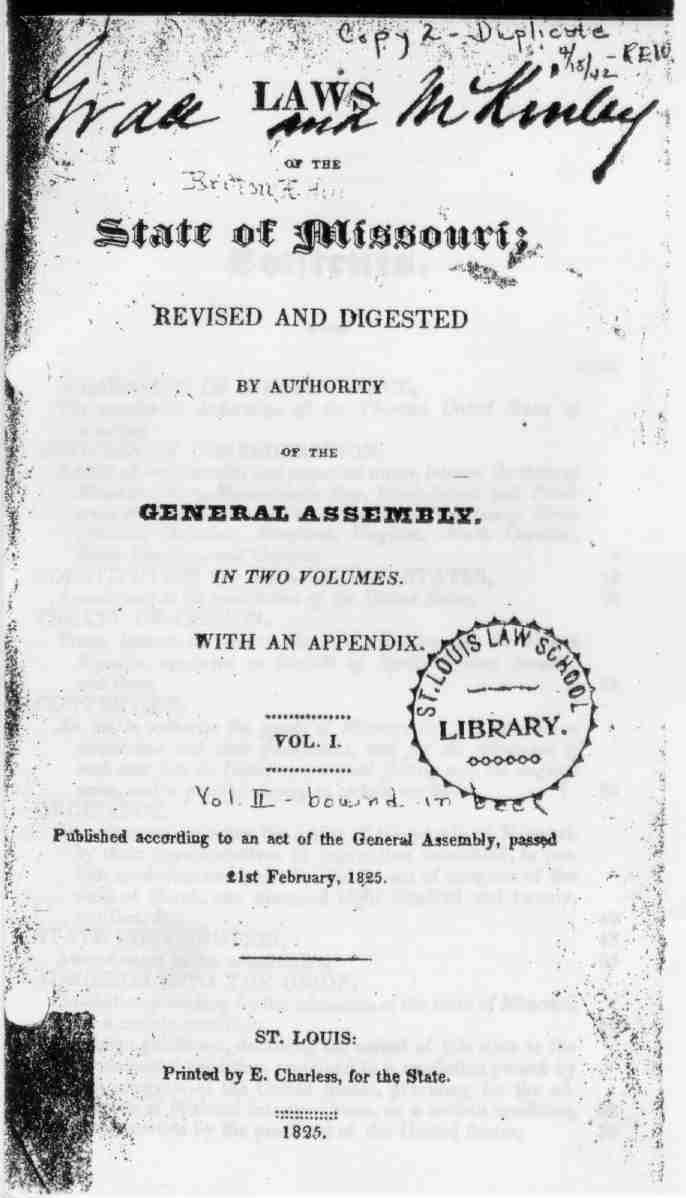 Copy 2 - Duplicate
Grace and McKinley
LAWS
OF THE
State of Missouri;
REVISED AND DIGESTED
BY AUTHORITY
OF THE
GENERAL ASSEMBLY.
IN TWO VOLUMES.
WITH AN APPENDIX.
ST. LOUIS LAW SCHOOL
LIBRARY.
VOL. I.
Vol. II - bound in back
Published according to an act of the General Assembly, passed
21st February, 1825.
ST. LOUIS:
Printed by E. Charless, for the State.
1825.